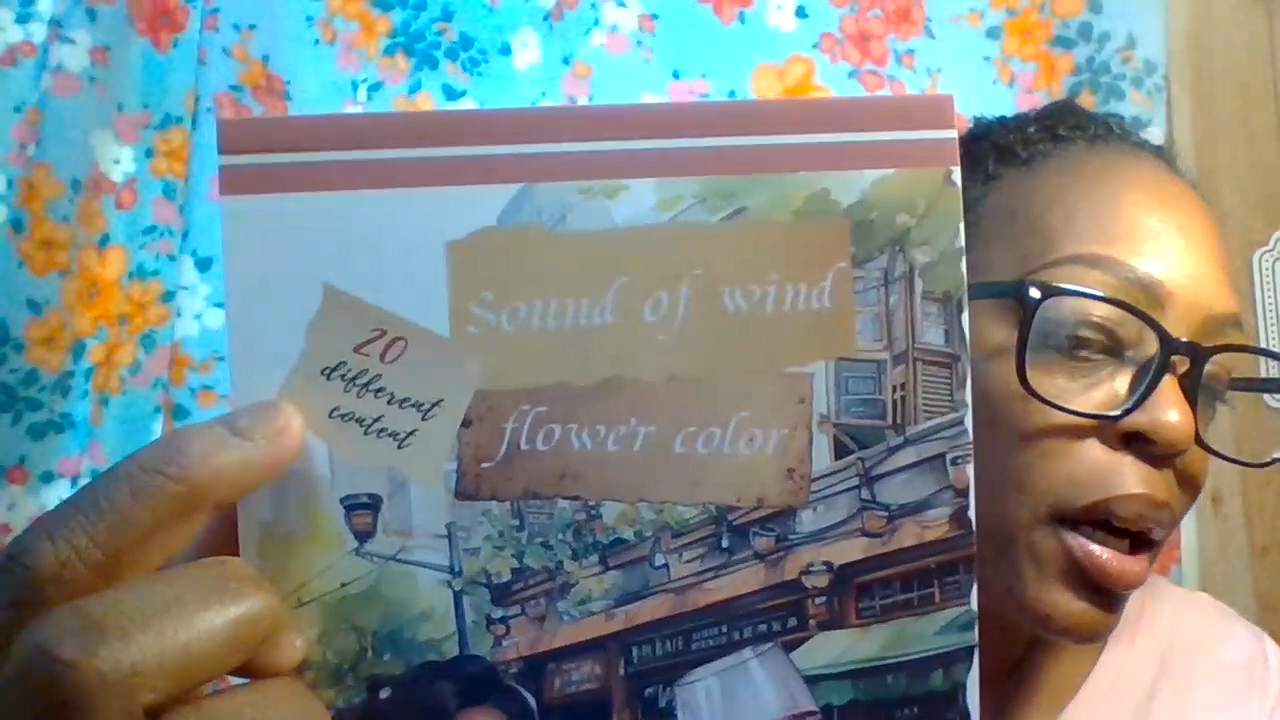 Sound of wind
20
different
content
flower color